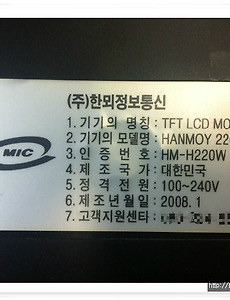 (주)한뫼정보통신
1. 기기의 명칭 : TFT LCD MO
2. 기기의 모델명 : HANMOY 22
3. 인증 번호 : HM-H220W
4. 제조 국가 : 대한민국
5. 정격 전원 : 100~240V
6. 제조년월일 : 2008.1
7. 고객지원센타 :
MIC